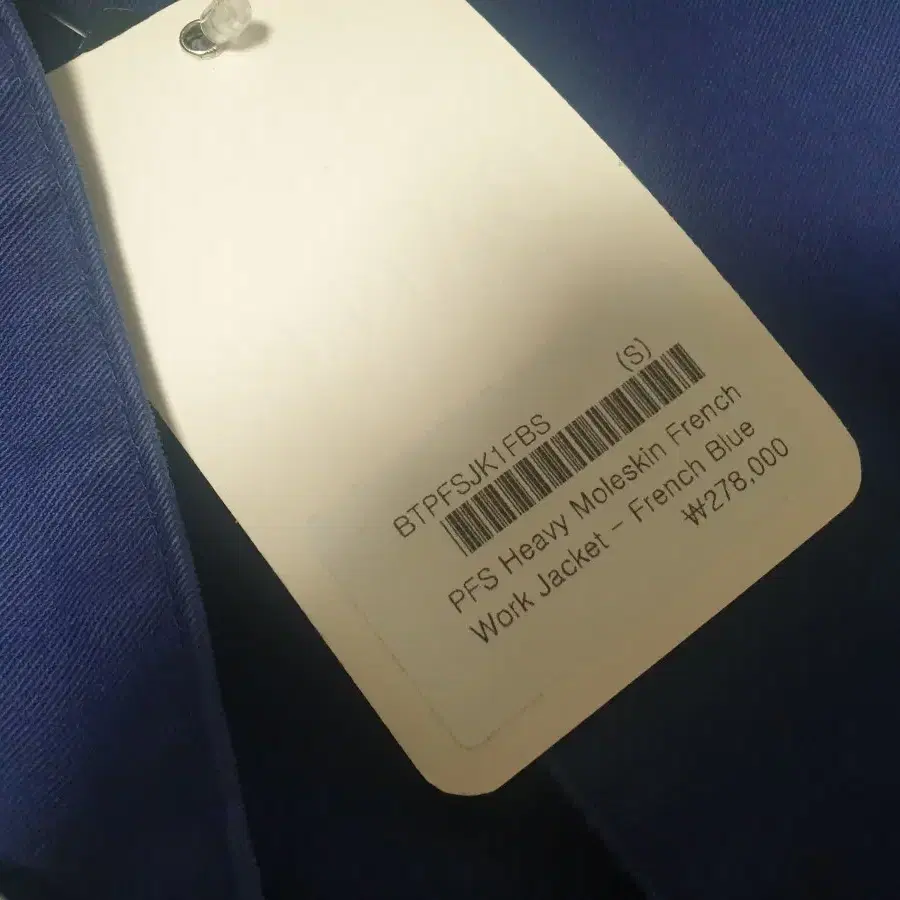 (S)
BTPFSJK1FBS
PFS Heavy Moleskin French
Work Jacket – French Blue
₩278,000